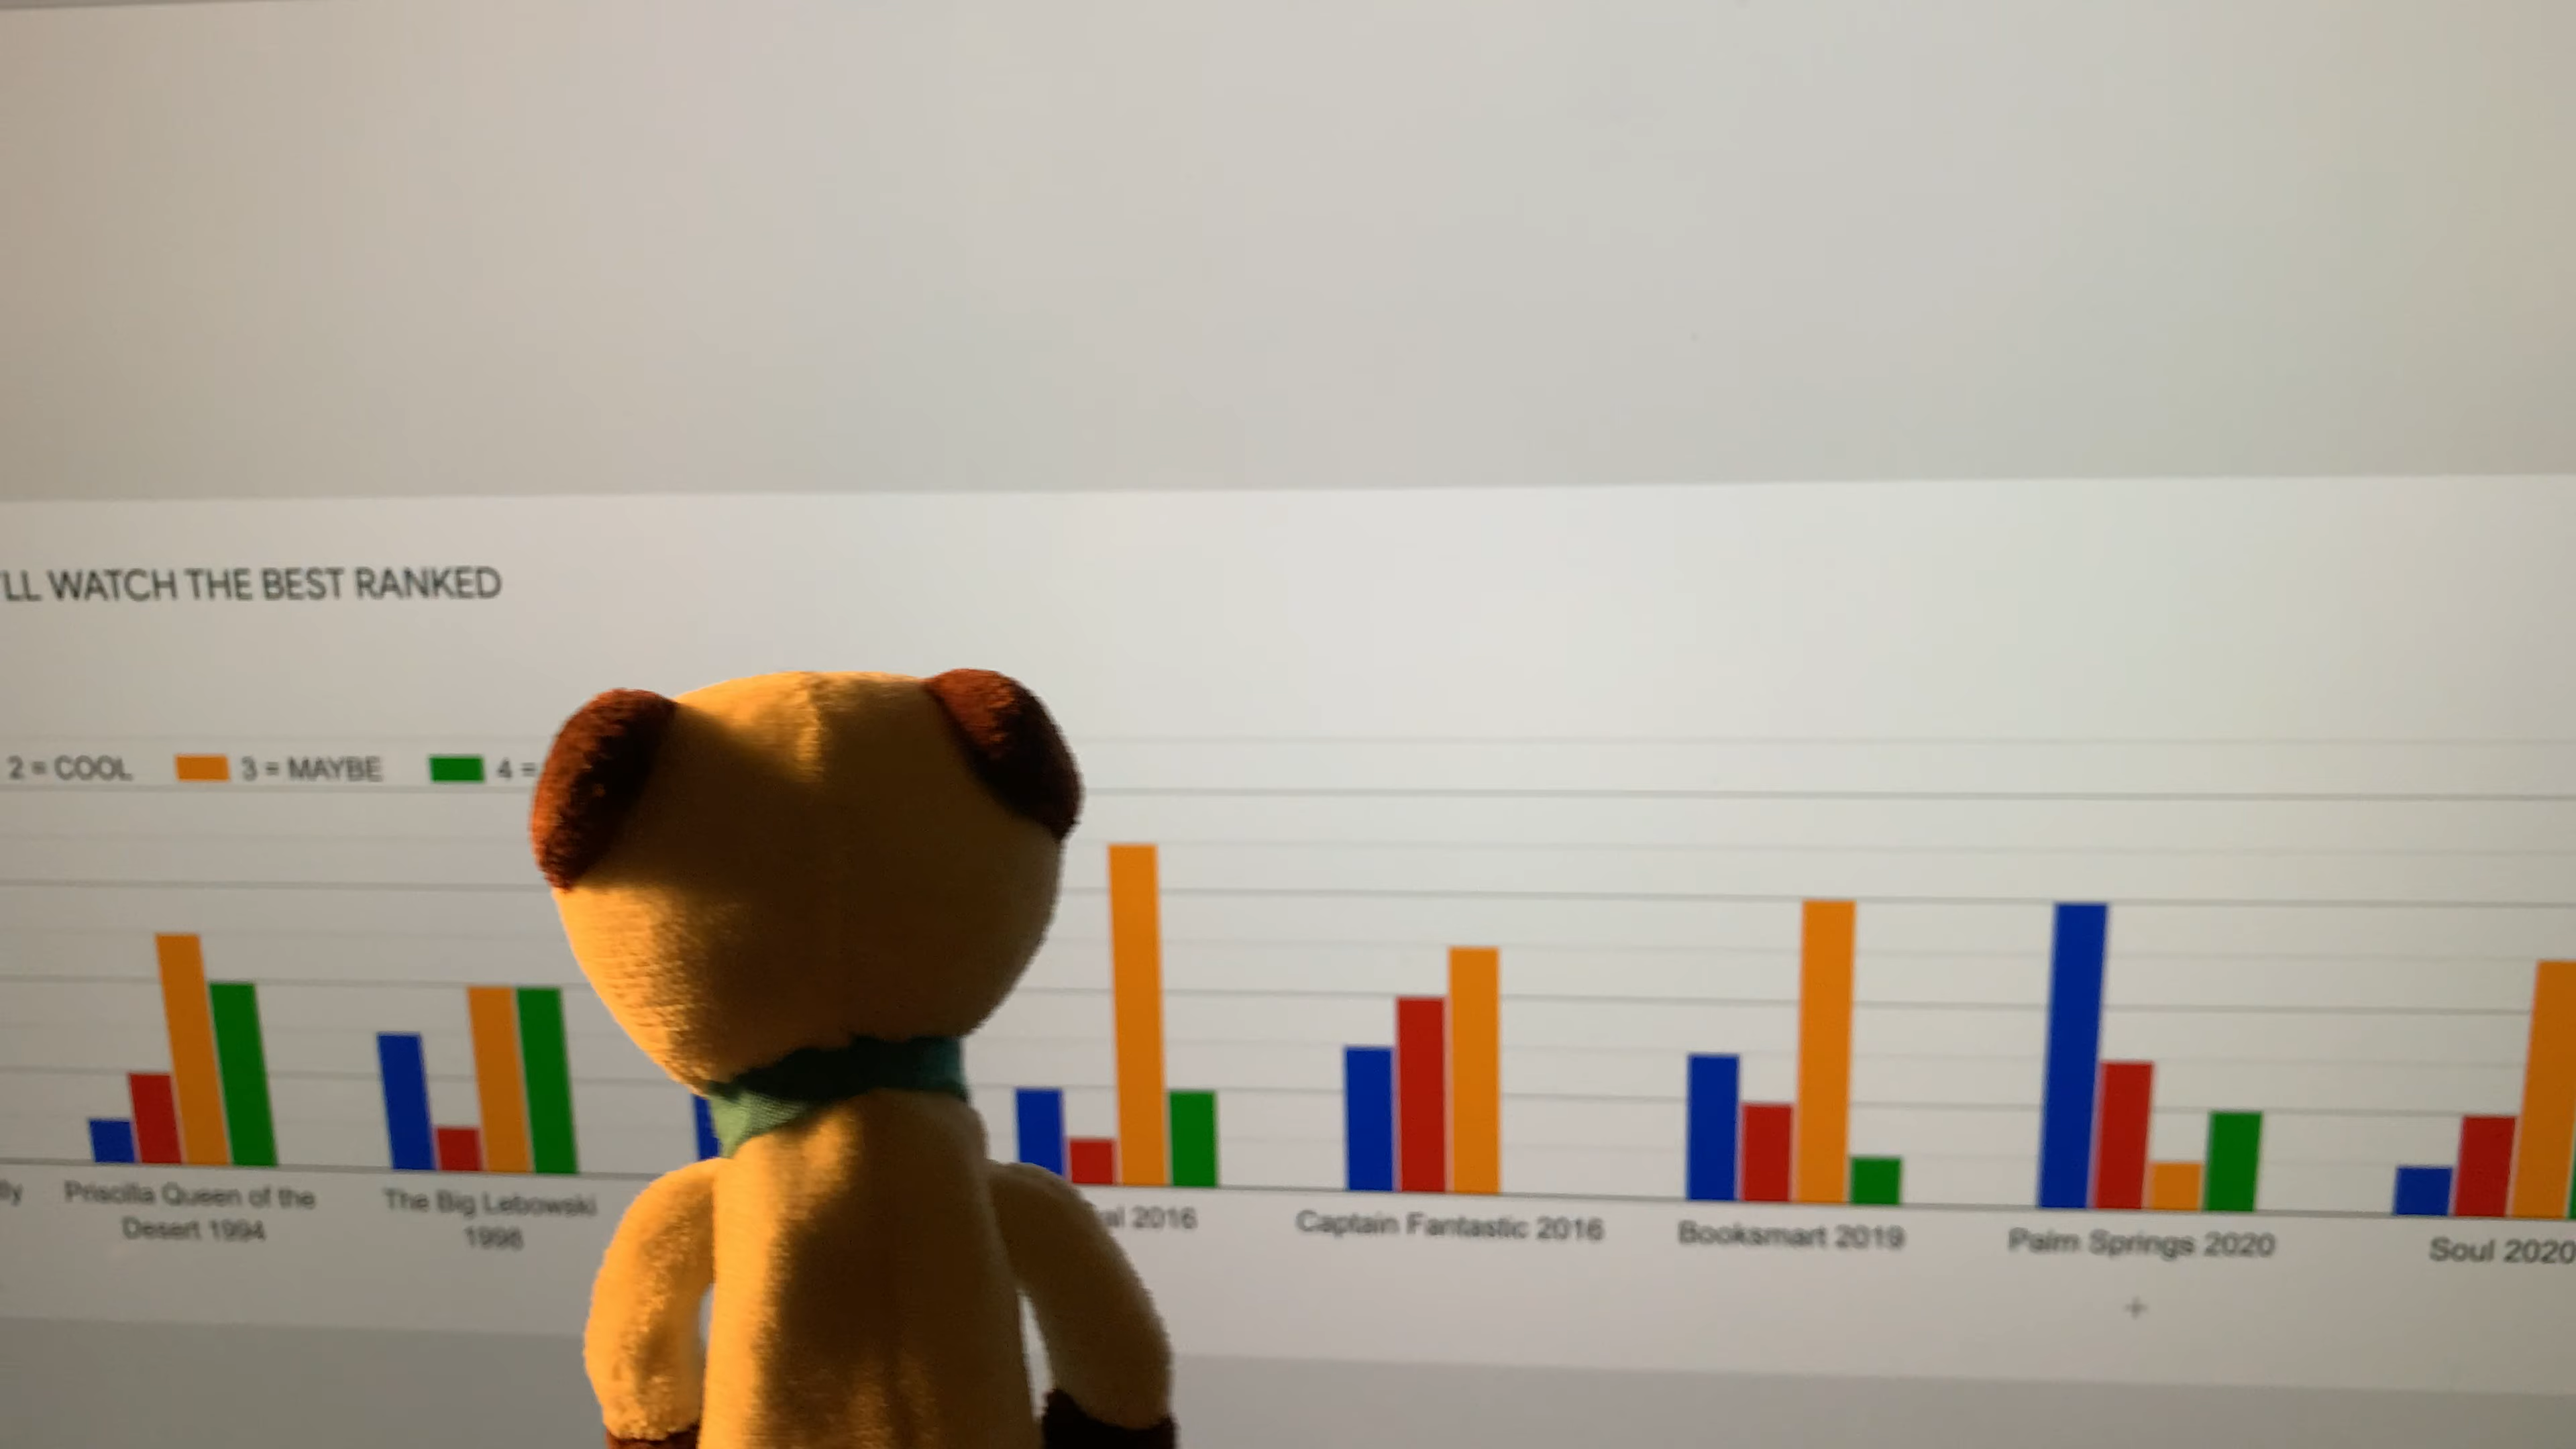 LL WATCH THE BEST RANKED
2 = COOL 3 = MAYBE 4 =
Priscilla Queen of the
Desert 1994
The Big Lebowski
1998
al 2016
Captain Fantastic 2016
Booksmart 2019
Palm Springs 2020
Soul 2020